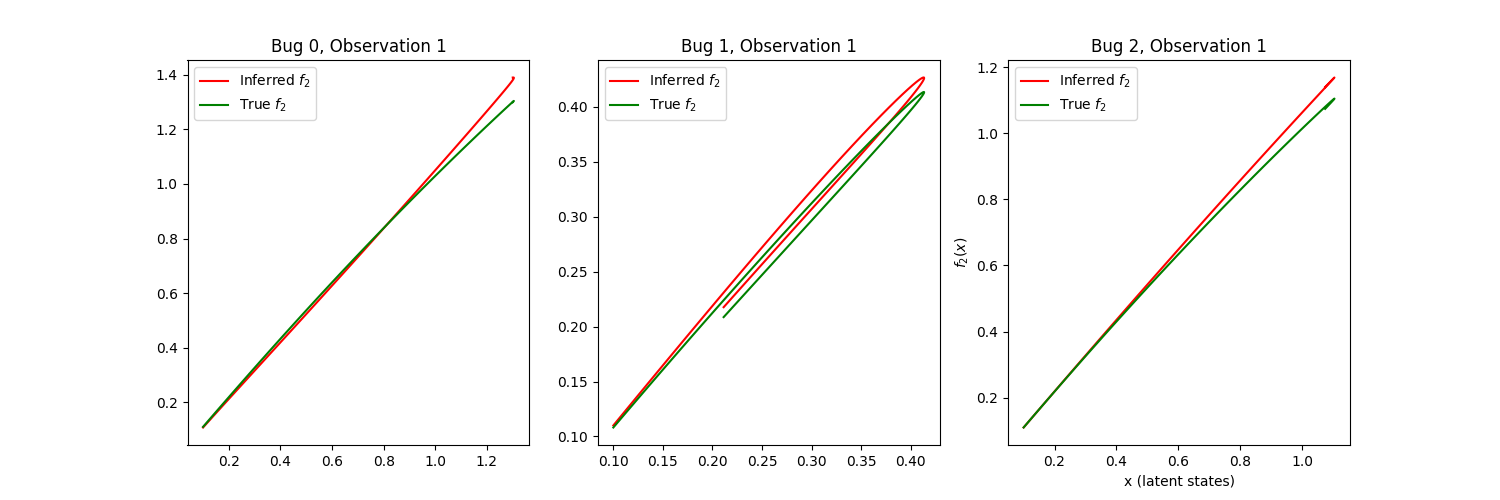 Bug 0, Observation 1
Inferred f₂
True f₂
1.4
1.2
1.0
0.8
0.6
0.4
0.2
0.2 0.4 0.6 0.8 1.0 1.2
Bug 1, Observation 1
Inferred f₂
True f₂
0.40
0.35
0.30
0.25
0.20
0.15
0.10
0.10 0.15 0.20 0.25 0.30 0.35 0.40
Bug 2, Observation 1
Inferred f₂
True f₂
f₂(x)
1.2
1.0
0.8
0.6
0.4
0.2
0.2 0.4 0.6 0.8 1.0
x (latent states)